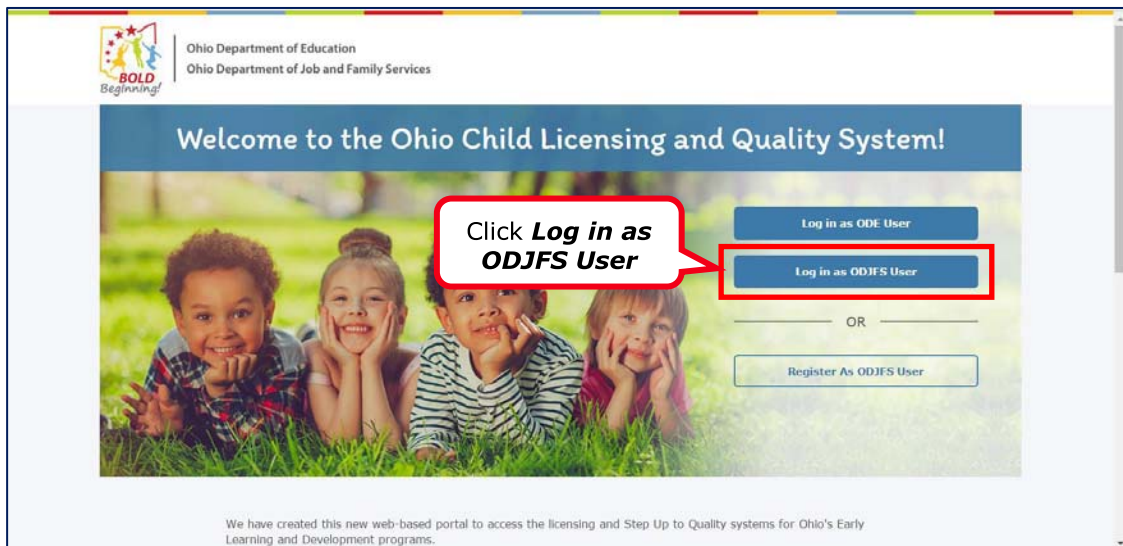 BOLD
Beginning!
Ohio Department of Education
Ohio Department of Job and Family Services
Welcome to the Ohio Child Licensing and Quality System!
Click Log in as
ODJFS User
Log in as ODE User
Log in as ODJFS User
OR
Register As ODJFS User
We have created this new web-based portal to access the licensing and Step Up to Quality systems for Ohio's Early
Learning and Development programs.